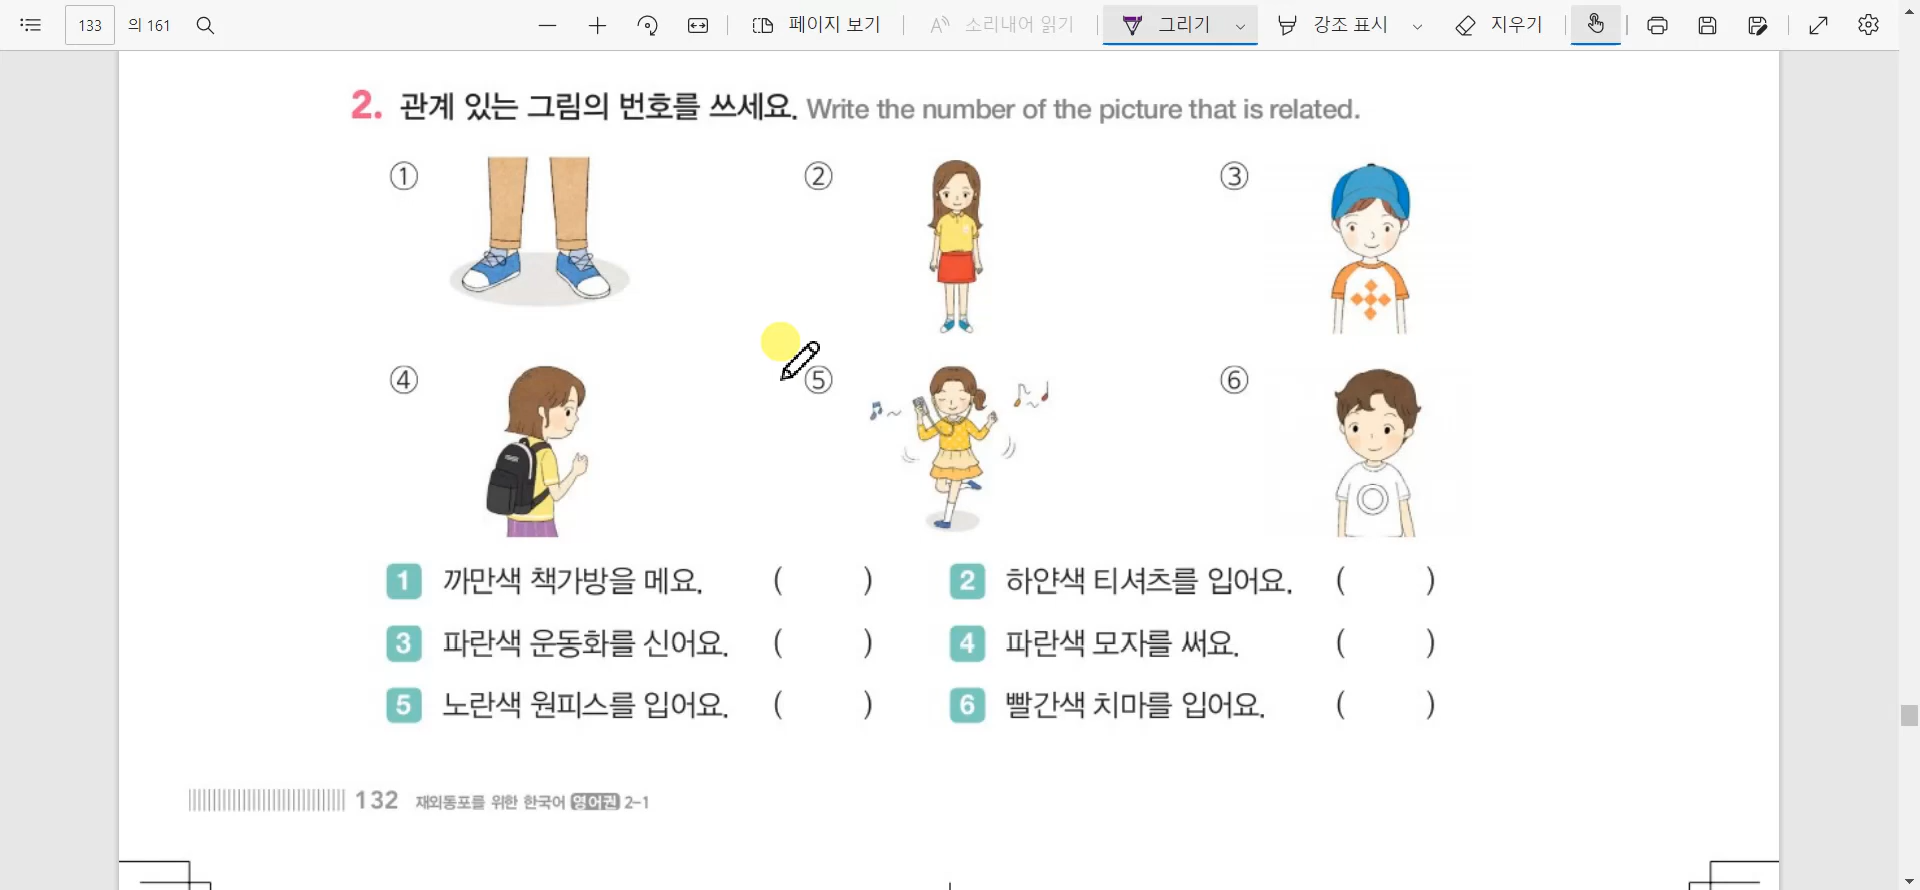 133 의 161 페이지 보기 소리내어 읽기 그리기 강조 표시 지우기
2. 관계 있는 그림의 번호를 쓰세요. Write the number of the picture that is related.
① ② ③
④ ⑤ ⑥
1 까만색 책가방을 메요. ( ) 2 하얀색 티셔츠를 입어요. ( )
3 파란색 운동화를 신어요. ( ) 4 파란색 모자를 써요. ( )
5 노란색 원피스를 입어요. ( ) 6 빨간색 치마를 입어요. ( )
132 재외동포를 위한 한국어 영어권 2-1